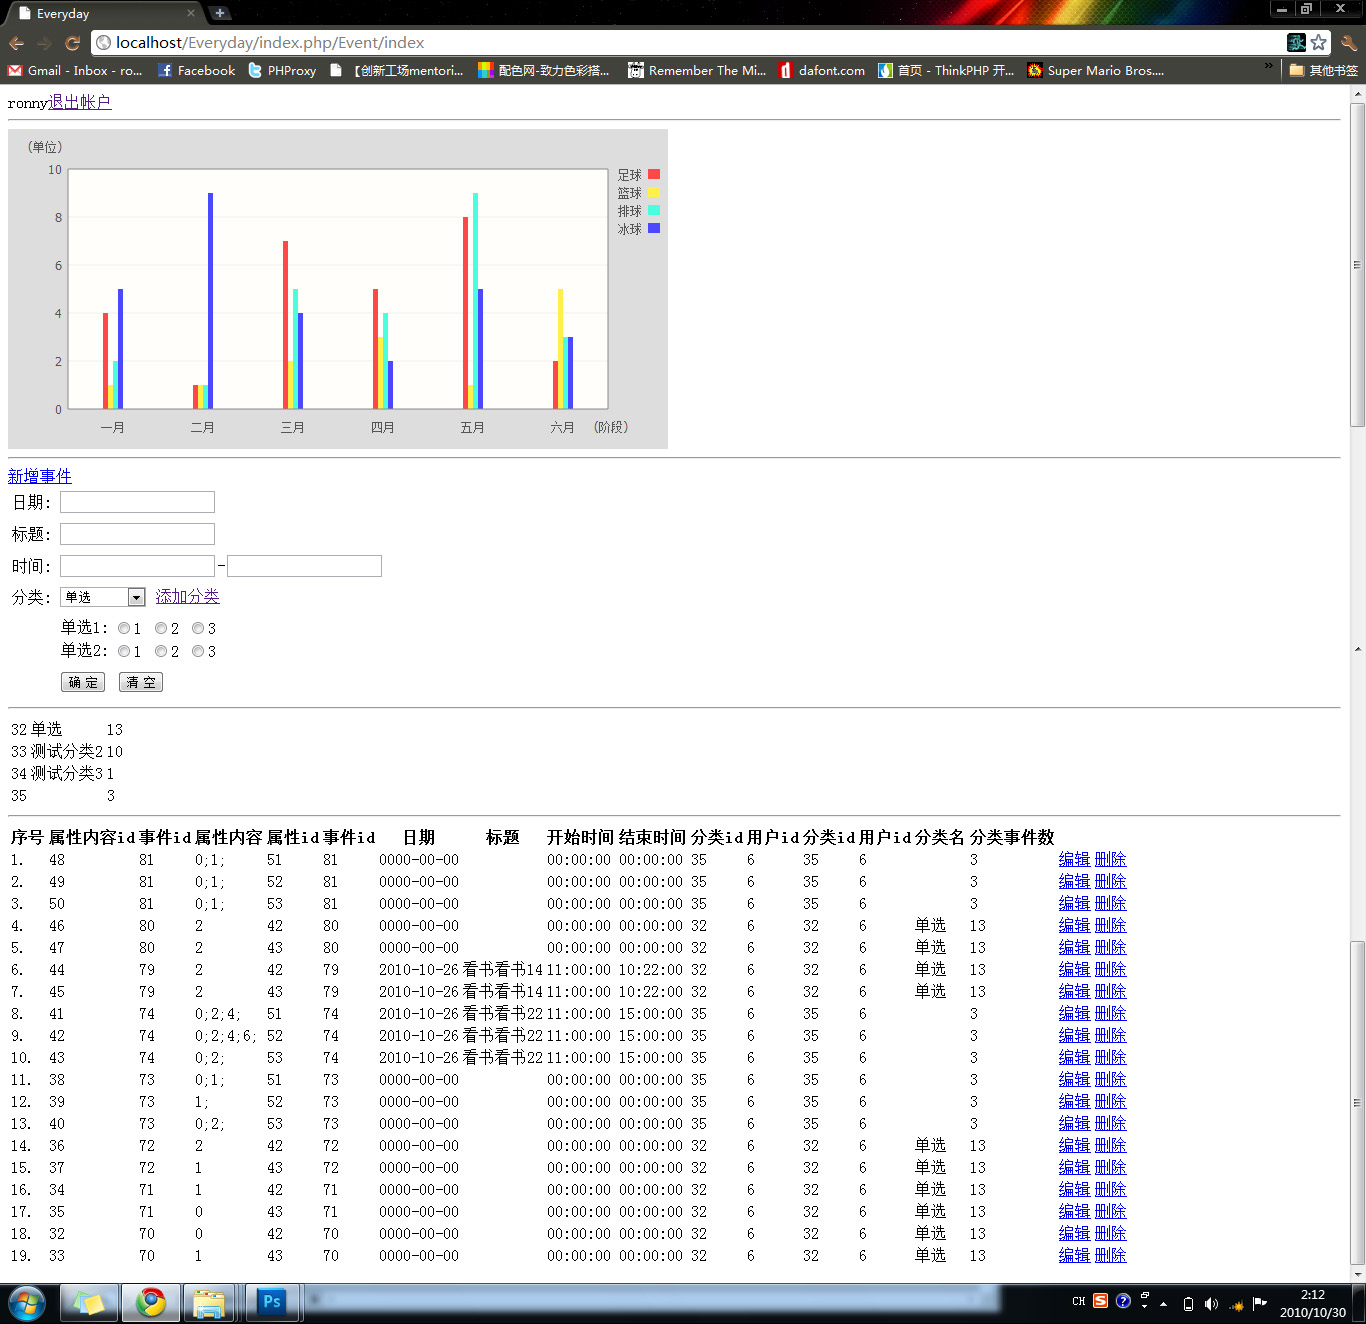 Everyday
localhost/Everyday/index.php/Event/index
Gmail - Inbox - ro... Facebook PHProxy 【创新工场mentori... 配色网-致力色彩搭... Remember The Mi... dafont.com 首页 - ThinkPHP 开... Super Mario Bros.... » 其他书签
ronny退出帐户
(单位)
10
8
6
4
2
0
一月 二月 三月 四月 五月 六月 (阶段)
足球
篮球
排球
冰球
新增事件
日期:
标题:
时间: -
分类: 单选 添加分类
单选1: 1 2 3
单选2: 1 2 3
确 定 清 空
32 单选 13
33 测试分类2 10
34 测试分类3 1
35 3
序号 属性内容id 事件id 属性内容 属性id 事件id 日期 标题 开始时间 结束时间 分类id 用户id 分类id 用户id 分类名 分类事件数
1. 48 81 0;1; 51 81 0000-00-00 00:00:00 00:00:00 35 6 35 6 3 编辑 删除
2. 49 81 0;1; 52 81 0000-00-00 00:00:00 00:00:00 35 6 35 6 3 编辑 删除
3. 50 81 0;1; 53 81 0000-00-00 00:00:00 00:00:00 35 6 35 6 3 编辑 删除
4. 46 80 2 42 80 0000-00-00 00:00:00 00:00:00 32 6 32 6 单选 13 编辑 删除
5. 47 80 2 43 80 0000-00-00 00:00:00 00:00:00 32 6 32 6 单选 13 编辑 删除
6. 44 79 2 42 79 2010-10-26 看书看书14 11:00:00 10:22:00 32 6 32 6 单选 13 编辑 删除
7. 45 79 2 43 79 2010-10-26 看书看书14 11:00:00 10:22:00 32 6 32 6 单选 13 编辑 删除
8. 41 74 0;2;4; 51 74 2010-10-26 看书看书22 11:00:00 15:00:00 35 6 35 6 3 编辑 删除
9. 42 74 0;2;4;6; 52 74 2010-10-26 看书看书22 11:00:00 15:00:00 35 6 35 6 3 编辑 删除
10. 43 74 0;2; 53 74 2010-10-26 看书看书22 11:00:00 15:00:00 35 6 35 6 3 编辑 删除
11. 38 73 0;1; 51 73 0000-00-00 00:00:00 00:00:00 35 6 35 6 3 编辑 删除
12. 39 73 1; 52 73 0000-00-00 00:00:00 00:00:00 35 6 35 6 3 编辑 删除
13. 40 73 0;2; 53 73 0000-00-00 00:00:00 00:00:00 35 6 35 6 3 编辑 删除
14. 36 72 2 42 72 0000-00-00 00:00:00 00:00:00 32 6 32 6 单选 13 编辑 删除
15. 37 72 1 43 72 0000-00-00 00:00:00 00:00:00 32 6 32 6 单选 13 编辑 删除
16. 34 71 1 42 71 0000-00-00 00:00:00 00:00:00 32 6 32 6 单选 13 编辑 删除
17. 35 71 0 43 71 0000-00-00 00:00:00 00:00:00 32 6 32 6 单选 13 编辑 删除
18. 32 70 0 42 70 0000-00-00 00:00:00 00:00:00 32 6 32 6 单选 13 编辑 删除
19. 33 70 1 43 70 0000-00-00 00:00:00 00:00:00 32 6 32 6 单选 13 编辑 删除
Ps
CH
2:12
2010/10/30